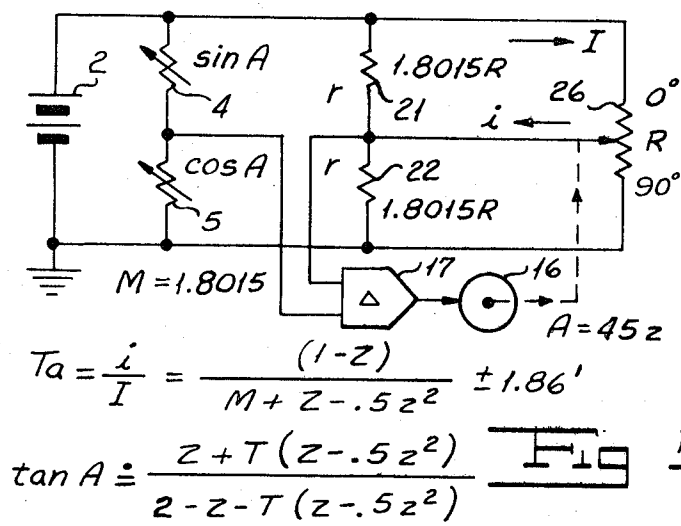 2
sin A
4
cos A
5
r
1.8015R
21
r
22
1.8015R
I
i
26
0°
R
90°
M = 1.8015
Δ
17
16
A = 45z
Ta = i/I = (1-Z)/(M + Z - .5z²) ± 1.86'
tan A ≐ (Z + T(Z - .5z²))/(2 - Z - T(Z - .5z²))